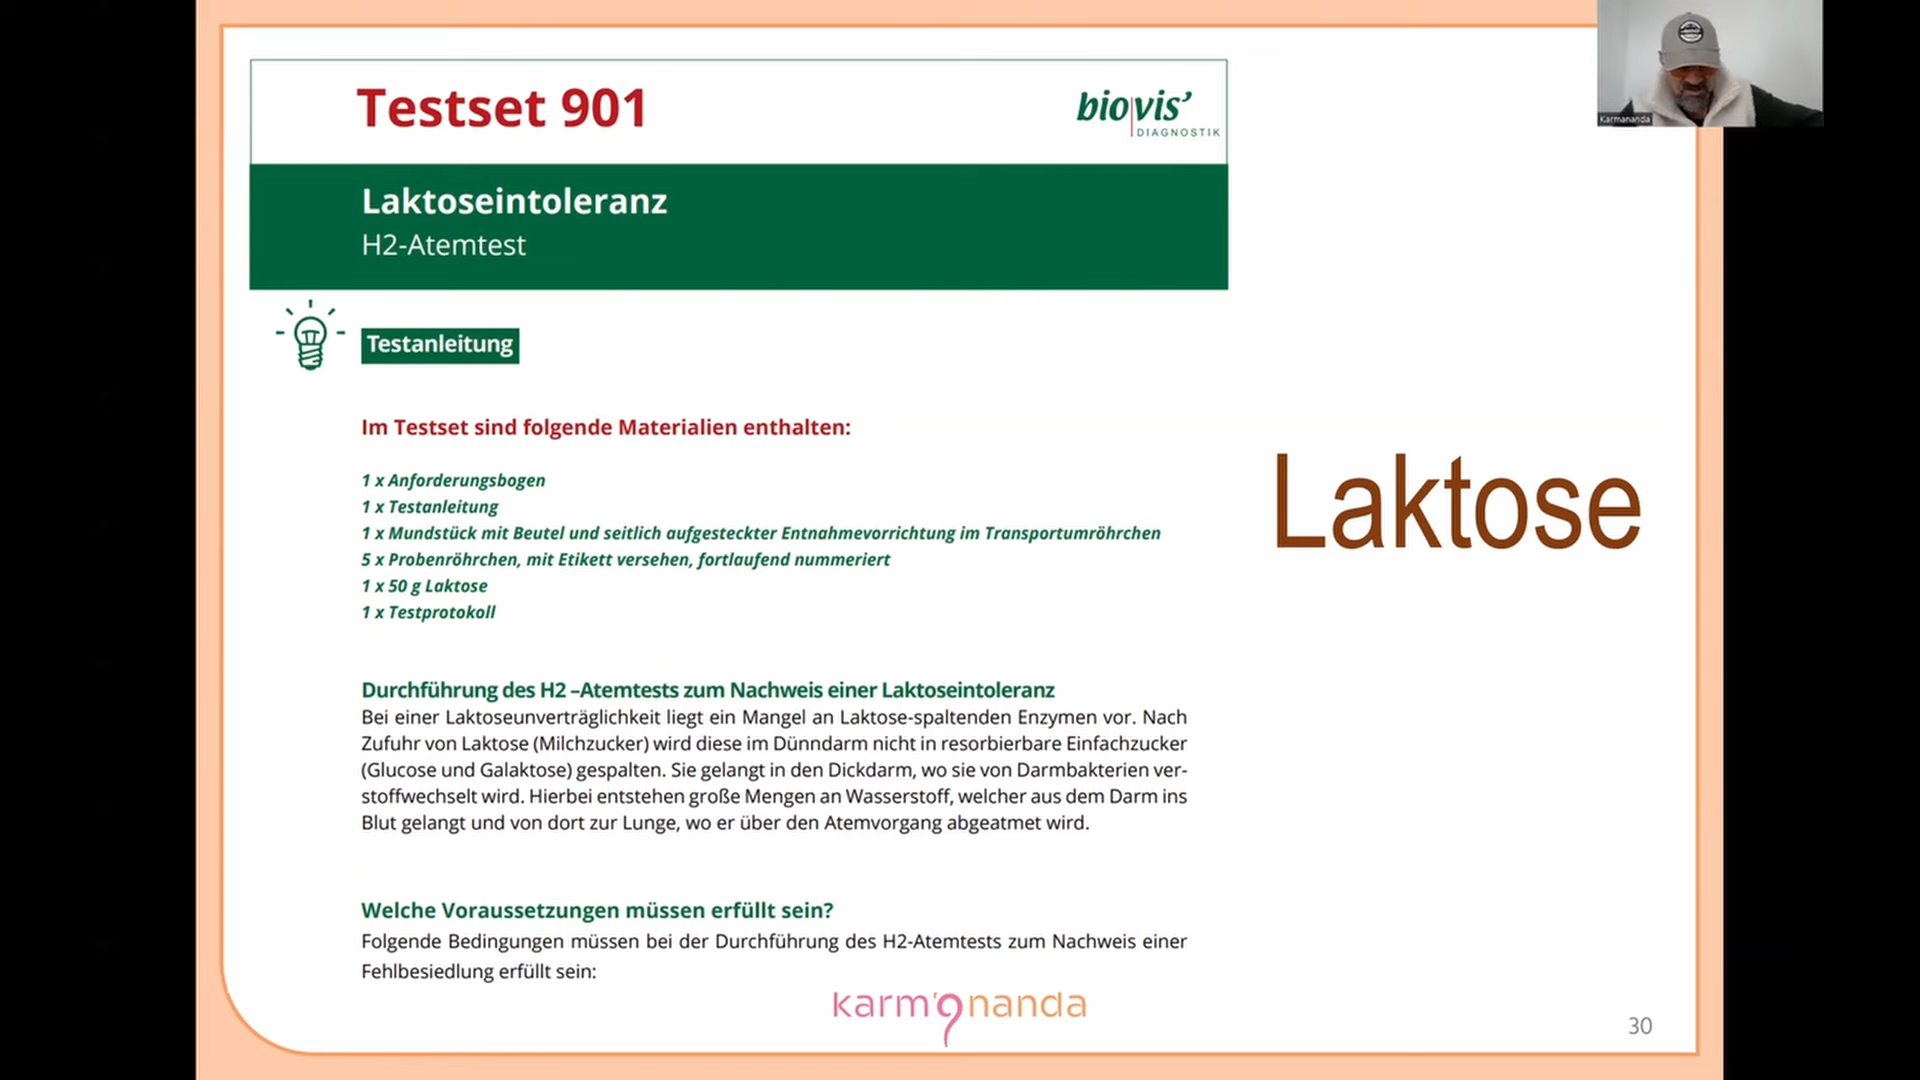 Testset 901
bio vis'
DIAGNOSTIK
Karmananda
Laktoseintoleranz
H2-Atemtest
Testanleitung
Im Testset sind folgende Materialien enthalten:
1 x Anforderungsbogen
1 x Testanleitung
1 x Mundstück mit Beutel und seitlich aufgesteckter Entnahmevorrichtung im Transportumröhrchen
5 x Probenröhrchen, mit Etikett versehen, fortlaufend nummeriert
1 x 50 g Laktose
1 x Testprotokoll
Laktose
Durchführung des H2 –Atemtests zum Nachweis einer Laktoseintoleranz
Bei einer Laktoseunverträglichkeit liegt ein Mangel an Laktose-spaltenden Enzymen vor. Nach
Zufuhr von Laktose (Milchzucker) wird diese im Dünndarm nicht in resorbierbare Einfachzucker
(Glucose und Galaktose) gespalten. Sie gelangt in den Dickdarm, wo sie von Darmbakterien ver-
stoffwechselt wird. Hierbei entstehen große Mengen an Wasserstoff, welcher aus dem Darm ins
Blut gelangt und von dort zur Lunge, wo er über den Atemvorgang abgeatmet wird.
Welche Voraussetzungen müssen erfüllt sein?
Folgende Bedingungen müssen bei der Durchführung des H2-Atemtests zum Nachweis einer
Fehlbesiedlung erfüllt sein:
karmananda
30